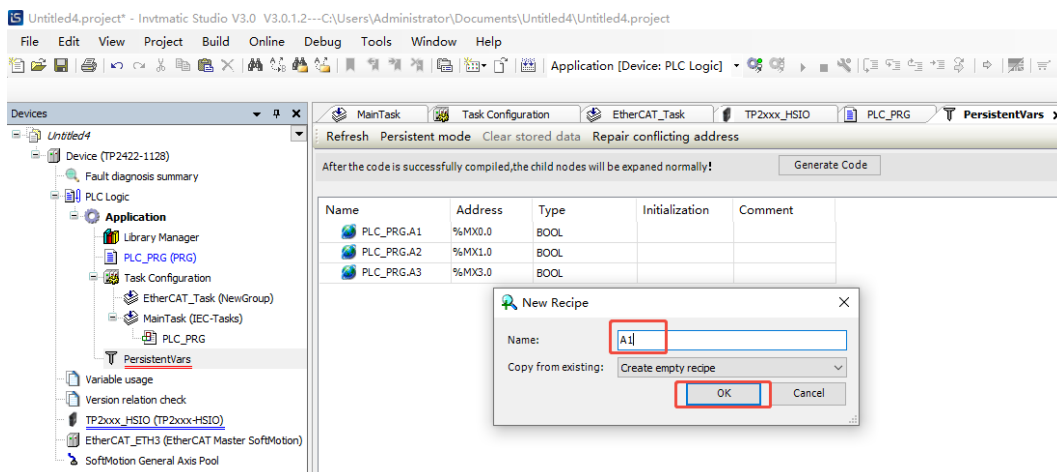 Untitled4.project* - Invtmatic Studio V3.0 V3.0.1.2---C:\Users\Administrator\Documents\Untitled4\Untitled4.project
File Edit View Project Build Online Debug Tools Window Help
Application [Device: PLC Logic]
Devices
Untitled4
Device (TP2422-1128)
Fault diagnosis summary
PLC Logic
Application
Library Manager
PLC_PRG (PRG)
Task Configuration
EtherCAT_Task (NewGroup)
MainTask (IEC-Tasks)
PLC_PRG
PersistentVars
Variable usage
Version relation check
TP2xxx_HSIO (TP2xxx-HSIO)
EtherCAT_ETH3 (EtherCAT Master SoftMotion)
SoftMotion General Axis Pool
MainTask Task Configuration EtherCAT_Task TP2xxx_HSIO PLC_PRG PersistentVars
Refresh Persistent mode Clear stored data Repair conflicting address
After the code is successfully compiled,the child nodes will be expaned normally! Generate Code
Name Address Type Initialization Comment
PLC_PRG.A1 %MX0.0 BOOL
PLC_PRG.A2 %MX1.0 BOOL
PLC_PRG.A3 %MX3.0 BOOL
New Recipe
Name: A1
Copy from existing: Create empty recipe
OK Cancel